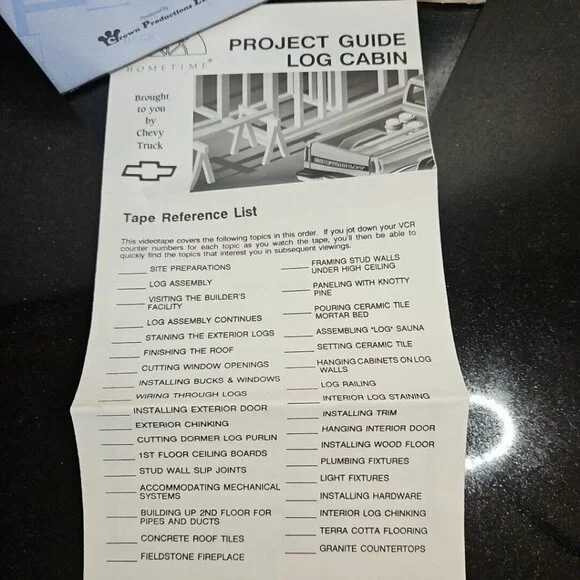 Produced by
Crown Productions
PROJECT GUIDE
LOG CABIN
HOMETIME®
Brought
to you
by
Chevy
Truck
Tape Reference List
This videotape covers the following topics in this order. If you jot down your VCR
counter numbers for each topic as you watch the tape, you'll then be able to
quickly find the topics that interest you in subsequent viewings.
SITE PREPARATIONS
LOG ASSEMBLY
VISITING THE BUILDER'S
FACILITY
LOG ASSEMBLY CONTINUES
STAINING THE EXTERIOR LOGS
FINISHING THE ROOF
CUTTING WINDOW OPENINGS
INSTALLING BUCKS & WINDOWS
WIRING THROUGH LOGS
INSTALLING EXTERIOR DOOR
EXTERIOR CHINKING
CUTTING DORMER LOG PURLIN
1ST FLOOR CEILING BOARDS
STUD WALL SLIP JOINTS
ACCOMMODATING MECHANICAL
SYSTEMS
BUILDING UP 2ND FLOOR FOR
PIPES AND DUCTS
CONCRETE ROOF TILES
FIELDSTONE FIREPLACE
FRAMING STUD WALLS
UNDER HIGH CEILING
PANELING WITH KNOTTY
PINE
POURING CERAMIC TILE
MORTAR BED
ASSEMBLING "LOG" SAUNA
SETTING CERAMIC TILE
HANGING CABINETS ON LOG
WALLS
LOG RAILING
INTERIOR LOG STAINING
INSTALLING TRIM
HANGING INTERIOR DOOR
INSTALLING WOOD FLOOR
PLUMBING FIXTURES
LIGHT FIXTURES
INSTALLING HARDWARE
INTERIOR LOG CHINKING
TERRA COTTA FLOORING
GRANITE COUNTERTOPS